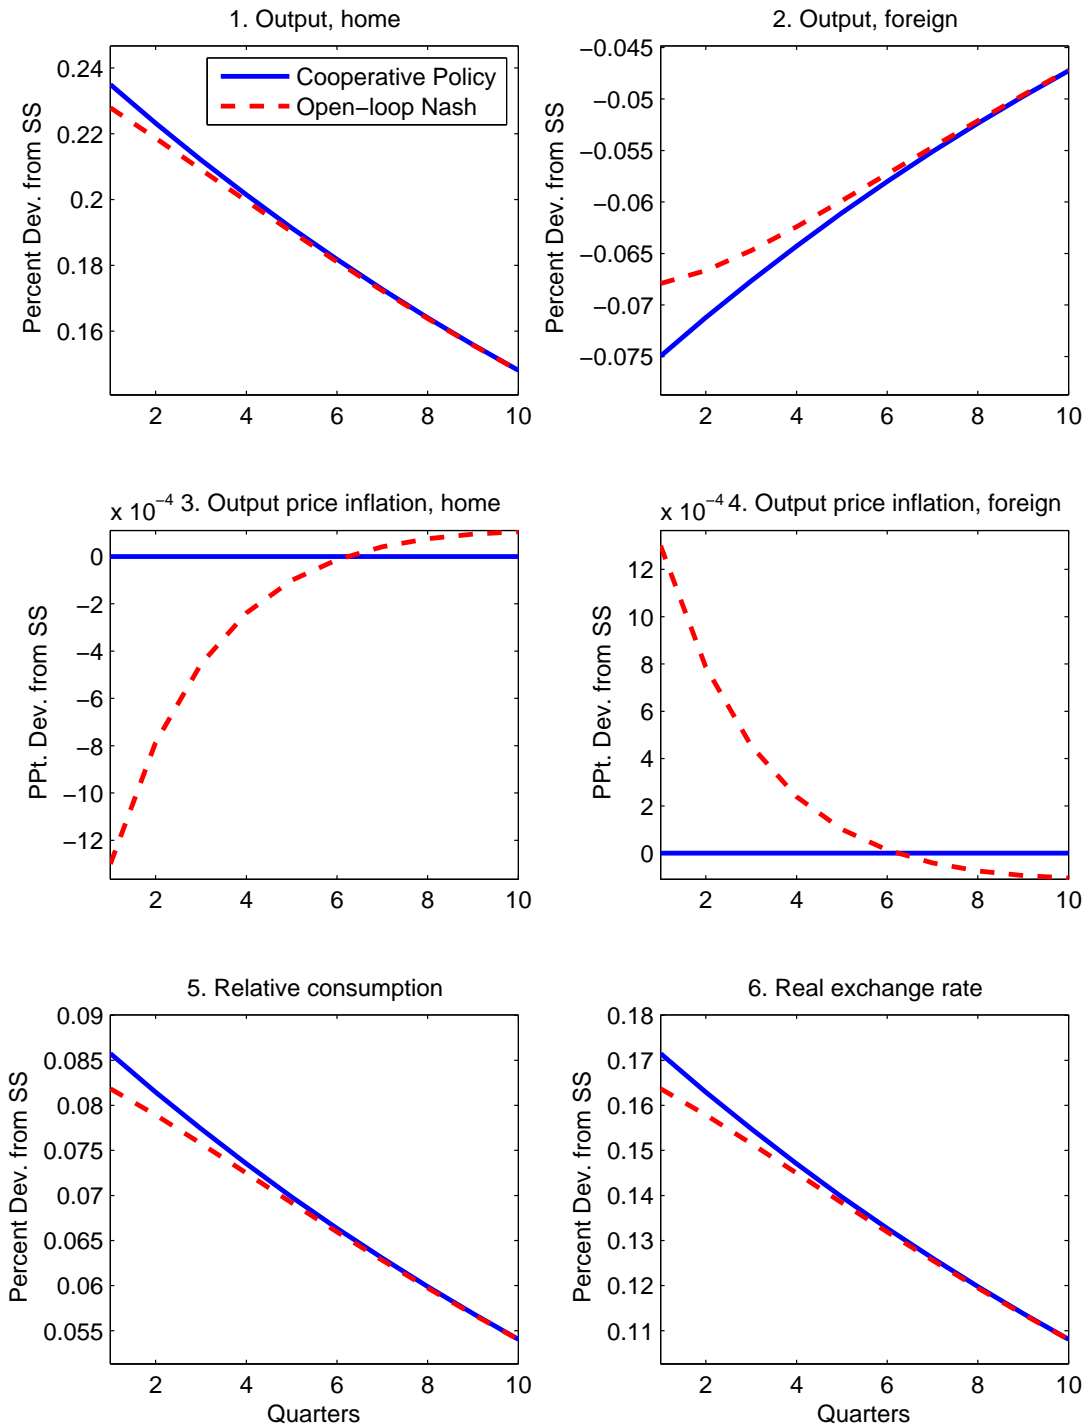 1. Output, home
Percent Dev. from SS
0.24
0.22
0.2
0.18
0.16
Cooperative Policy
Open−loop Nash
2 4 6 8 10
2. Output, foreign
Percent Dev. from SS
−0.045
−0.05
−0.055
−0.06
−0.065
−0.07
−0.075
2 4 6 8 10
x 10−4 3. Output price inflation, home
PPt. Dev. from SS
0
−2
−4
−6
−8
−10
−12
2 4 6 8 10
x 10−4 4. Output price inflation, foreign
PPt. Dev. from SS
12
10
8
6
4
2
0
2 4 6 8 10
5. Relative consumption
Percent Dev. from SS
0.09
0.085
0.08
0.075
0.07
0.065
0.06
0.055
2 4 6 8 10
Quarters
6. Real exchange rate
Percent Dev. from SS
0.18
0.17
0.16
0.15
0.14
0.13
0.12
0.11
2 4 6 8 10
Quarters